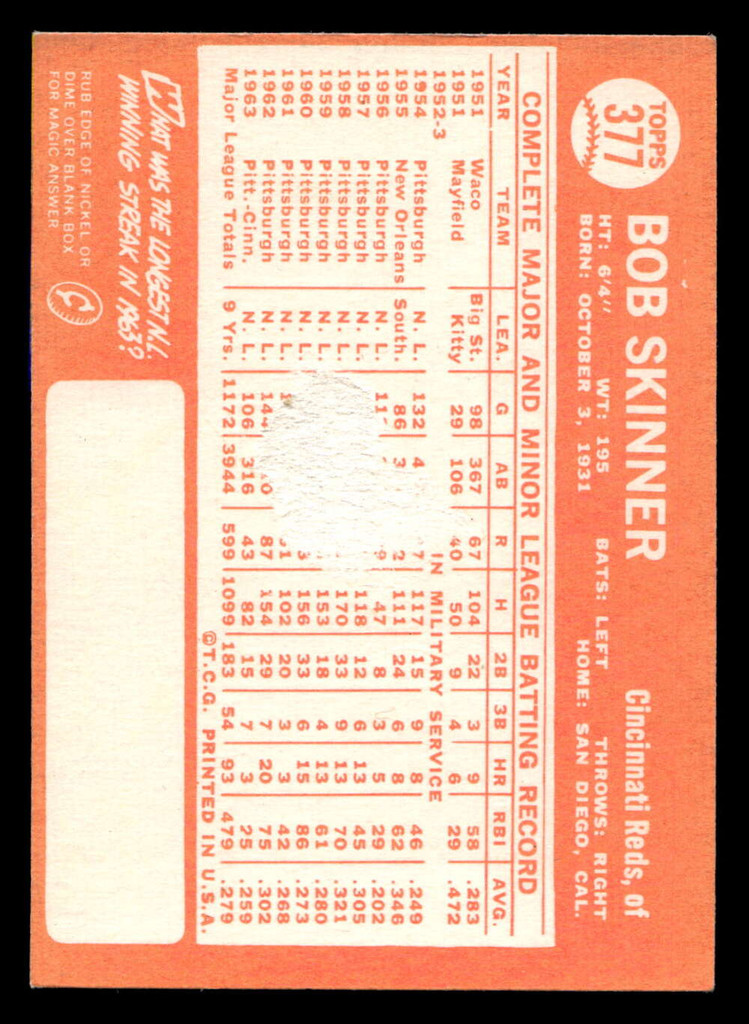 TOPPS
377
BOB SKINNER
Cincinnati Reds, of
HT: 6'4" WT: 195 BATS: LEFT THROWS: RIGHT
BORN: OCTOBER 3, 1931 HOME: SAN DIEGO, CAL.
COMPLETE MAJOR AND MINOR LEAGUE BATTING RECORD
YEAR TEAM LEA. G AB R H 2B 3B HR RBI AVG.
1951 Waco Big St. 98 367 67 104 22 3 9 58 .283
1951 Mayfield Kitty 29 106 40 50 9 4 6 29 .472
1952-3 IN MILITARY SERVICE
1954 Pittsburgh N. L. 132 117 15 9 8 46 .249
1955 New Orleans South. 86 111 24 6 8 62 .346
1956 Pittsburgh N. L. 47 8 3 5 29 .202
1957 Pittsburgh N. L. 118 12 6 13 45 .305
1958 Pittsburgh N. L. 170 33 9 13 70 .321
1959 Pittsburgh N. L. 153 18 4 13 61 .280
1960 Pittsburgh N. L. 156 33 6 15 86 .273
1961 Pittsburgh N. L. 102 20 3 3 42 .268
1962 Pittsburgh N. L. 144 87 154 29 7 20 75 .302
1963 Pitt.-Cinn. N. L. 106 316 43 82 15 7 3 25 .259
Major League Totals 9 Yrs. 1172 3944 599 1099 183 54 93 479 .279
©T.C.G. PRINTED IN U.S.A.
WHAT WAS THE LONGEST N.L.
WINNING STREAK IN 1963?
RUB EDGE OF NICKEL OR
DIME OVER BLANK BOX
FOR MAGIC ANSWER